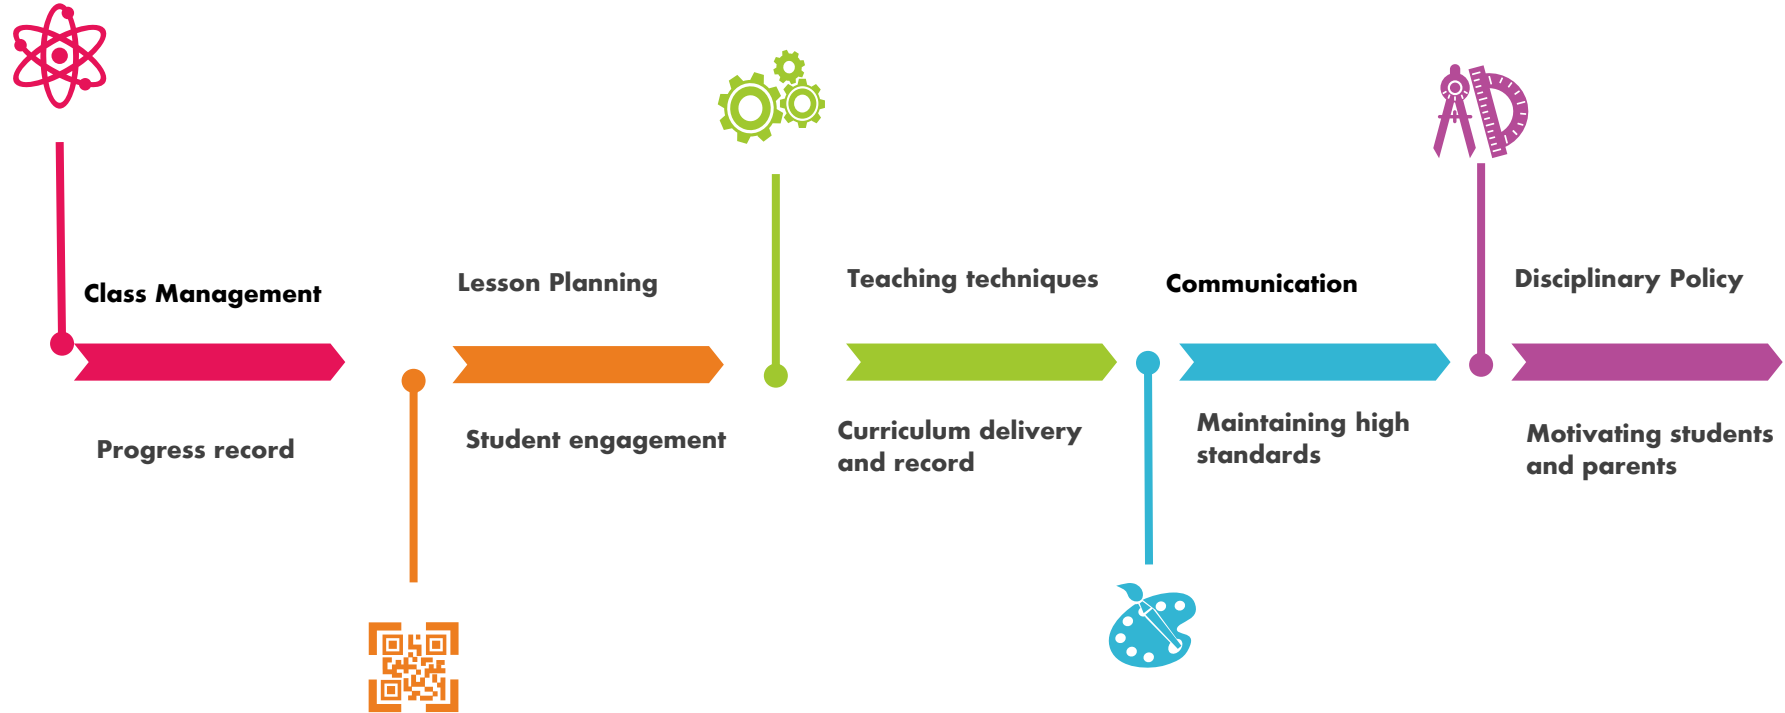 Class Management
Progress record
Lesson Planning
Student engagement
Teaching techniques
Curriculum delivery
and record
Communication
Maintaining high
standards
Disciplinary Policy
Motivating students
and parents